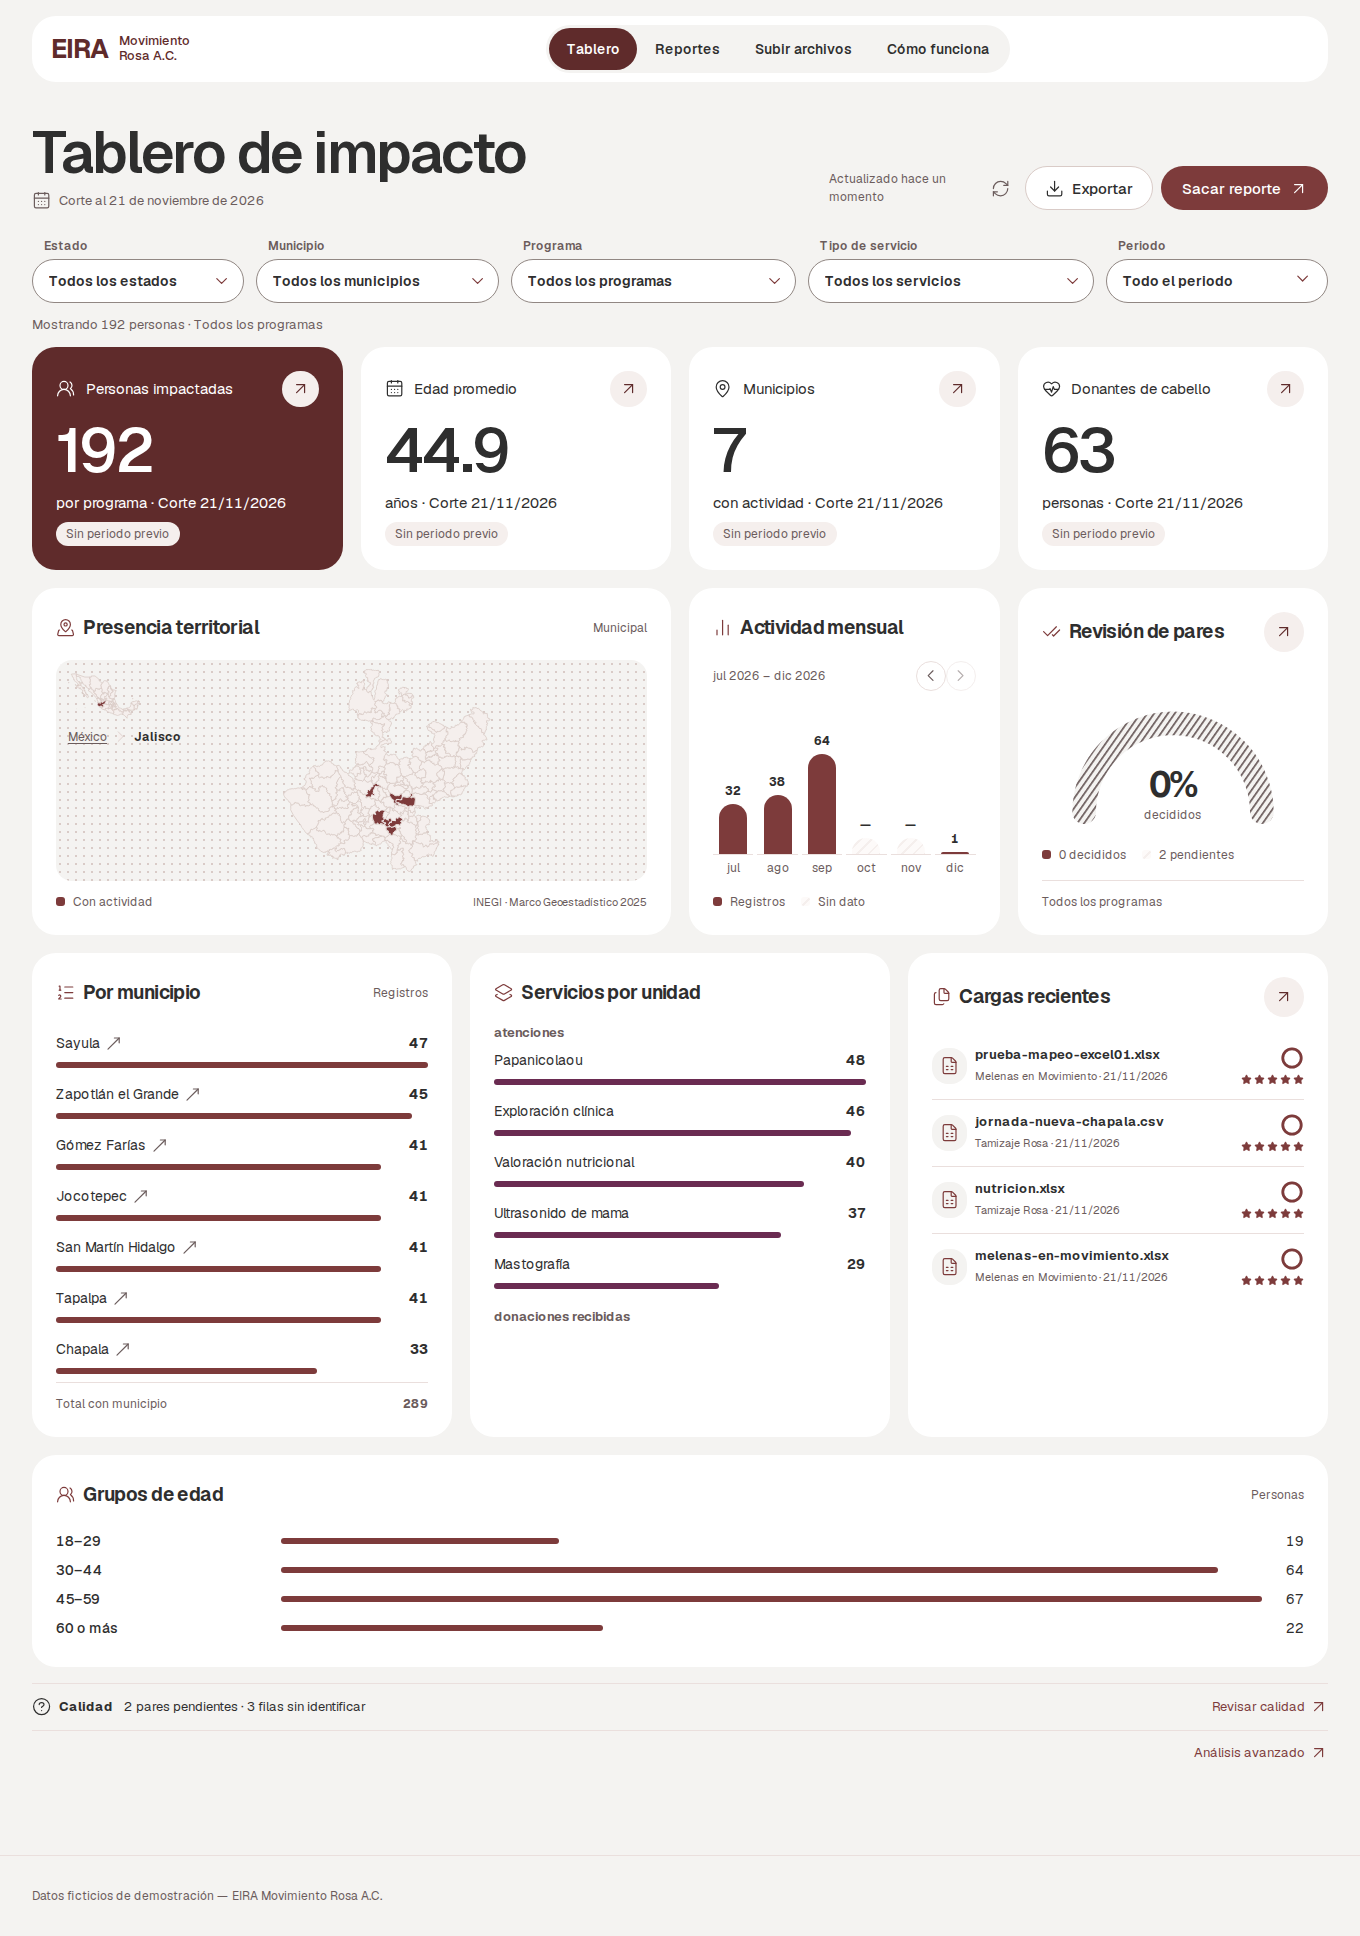 EIRA
Movimiento
Rosa A.C.
Tablero
Reportes
Subir archivos
Cómo funciona
Tablero de impacto
Corte al 21 de noviembre de 2026
Actualizado hace un
momento
Exportar
Sacar reporte
Estado
Municipio
Programa
Tipo de servicio
Periodo
Todos los estados
Todos los municipios
Todos los programas
Todos los servicios
Todo el periodo
Mostrando 192 personas · Todos los programas
Personas impactadas
192
por programa · Corte 21/11/2026
Sin periodo previo
Edad promedio
44.9
años · Corte 21/11/2026
Sin periodo previo
Municipios
7
con actividad · Corte 21/11/2026
Sin periodo previo
Donantes de cabello
63
personas · Corte 21/11/2026
Sin periodo previo
Presencia territorial
Municipal
México
Jalisco
Con actividad
INEGI · Marco Geoestadístico 2025
Actividad mensual
jul 2026 – dic 2026
32
38
64
—
—
1
jul
ago
sep
oct
nov
dic
Registros
Sin dato
Revisión de pares
0%
decididos
0 decididos
2 pendientes
Todos los programas
Por municipio
Registros
Sayula
47
Zapotlán el Grande
45
Gómez Farías
41
Jocotepec
41
San Martín Hidalgo
41
Tapalpa
41
Chapala
33
Total con municipio
289
Servicios por unidad
atenciones
Papanicolaou
48
Exploración clínica
46
Valoración nutricional
40
Ultrasonido de mama
37
Mastografía
29
donaciones recibidas
Cargas recientes
prueba-mapeo-excel01.xlsx
Melenas en Movimiento · 21/11/2026
jornada-nueva-chapala.csv
Tamizaje Rosa · 21/11/2026
nutricion.xlsx
Tamizaje Rosa · 21/11/2026
melenas-en-movimiento.xlsx
Melenas en Movimiento · 21/11/2026
Grupos de edad
Personas
18–29
19
30–44
64
45–59
67
60 o más
22
Calidad
2 pares pendientes · 3 filas sin identificar
Revisar calidad
Análisis avanzado
Datos ficticios de demostración — EIRA Movimiento Rosa A.C.